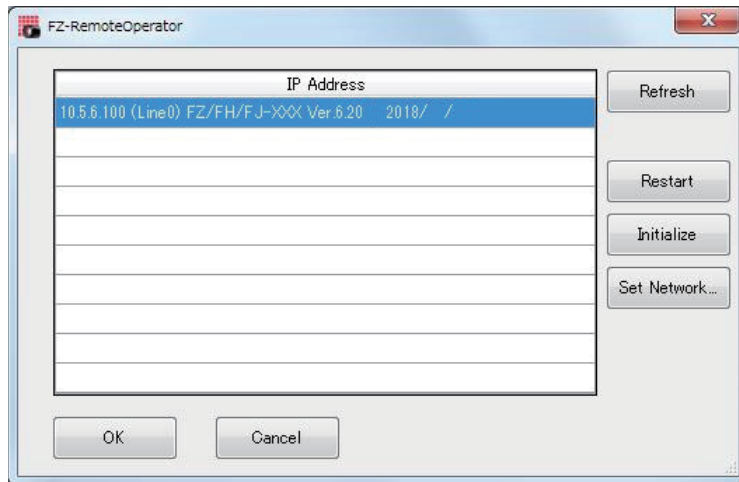 FZ-RemoteOperator
IP Address
10.5.6.100 (Line0) FZ/FH/FJ-XXX Ver.6.20 2018/ /
Refresh
Restart
Initialize
Set Network...
OK
Cancel